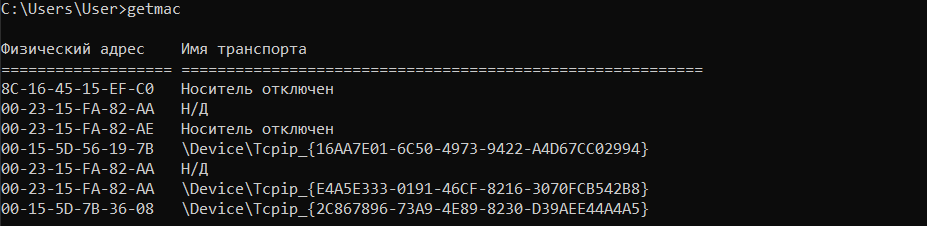 C:\Users\User>getmac
Физический адрес    Имя транспорта
=================== ==========================================================
8C-16-45-15-EF-C0   Носитель отключен
00-23-15-FA-82-AA   Н/Д
00-23-15-FA-82-AE   Носитель отключен
00-15-5D-56-19-7B   \Device\Tcpip_{16AA7E01-6C50-4973-9422-A4D67CC02994}
00-23-15-FA-82-AA   Н/Д
00-23-15-FA-82-AA   \Device\Tcpip_{E4A5E333-0191-46CF-8216-3070FCB542B8}
00-15-5D-7B-36-08   \Device\Tcpip_{2C867896-73A9-4E89-8230-D39AEE44A4A5}